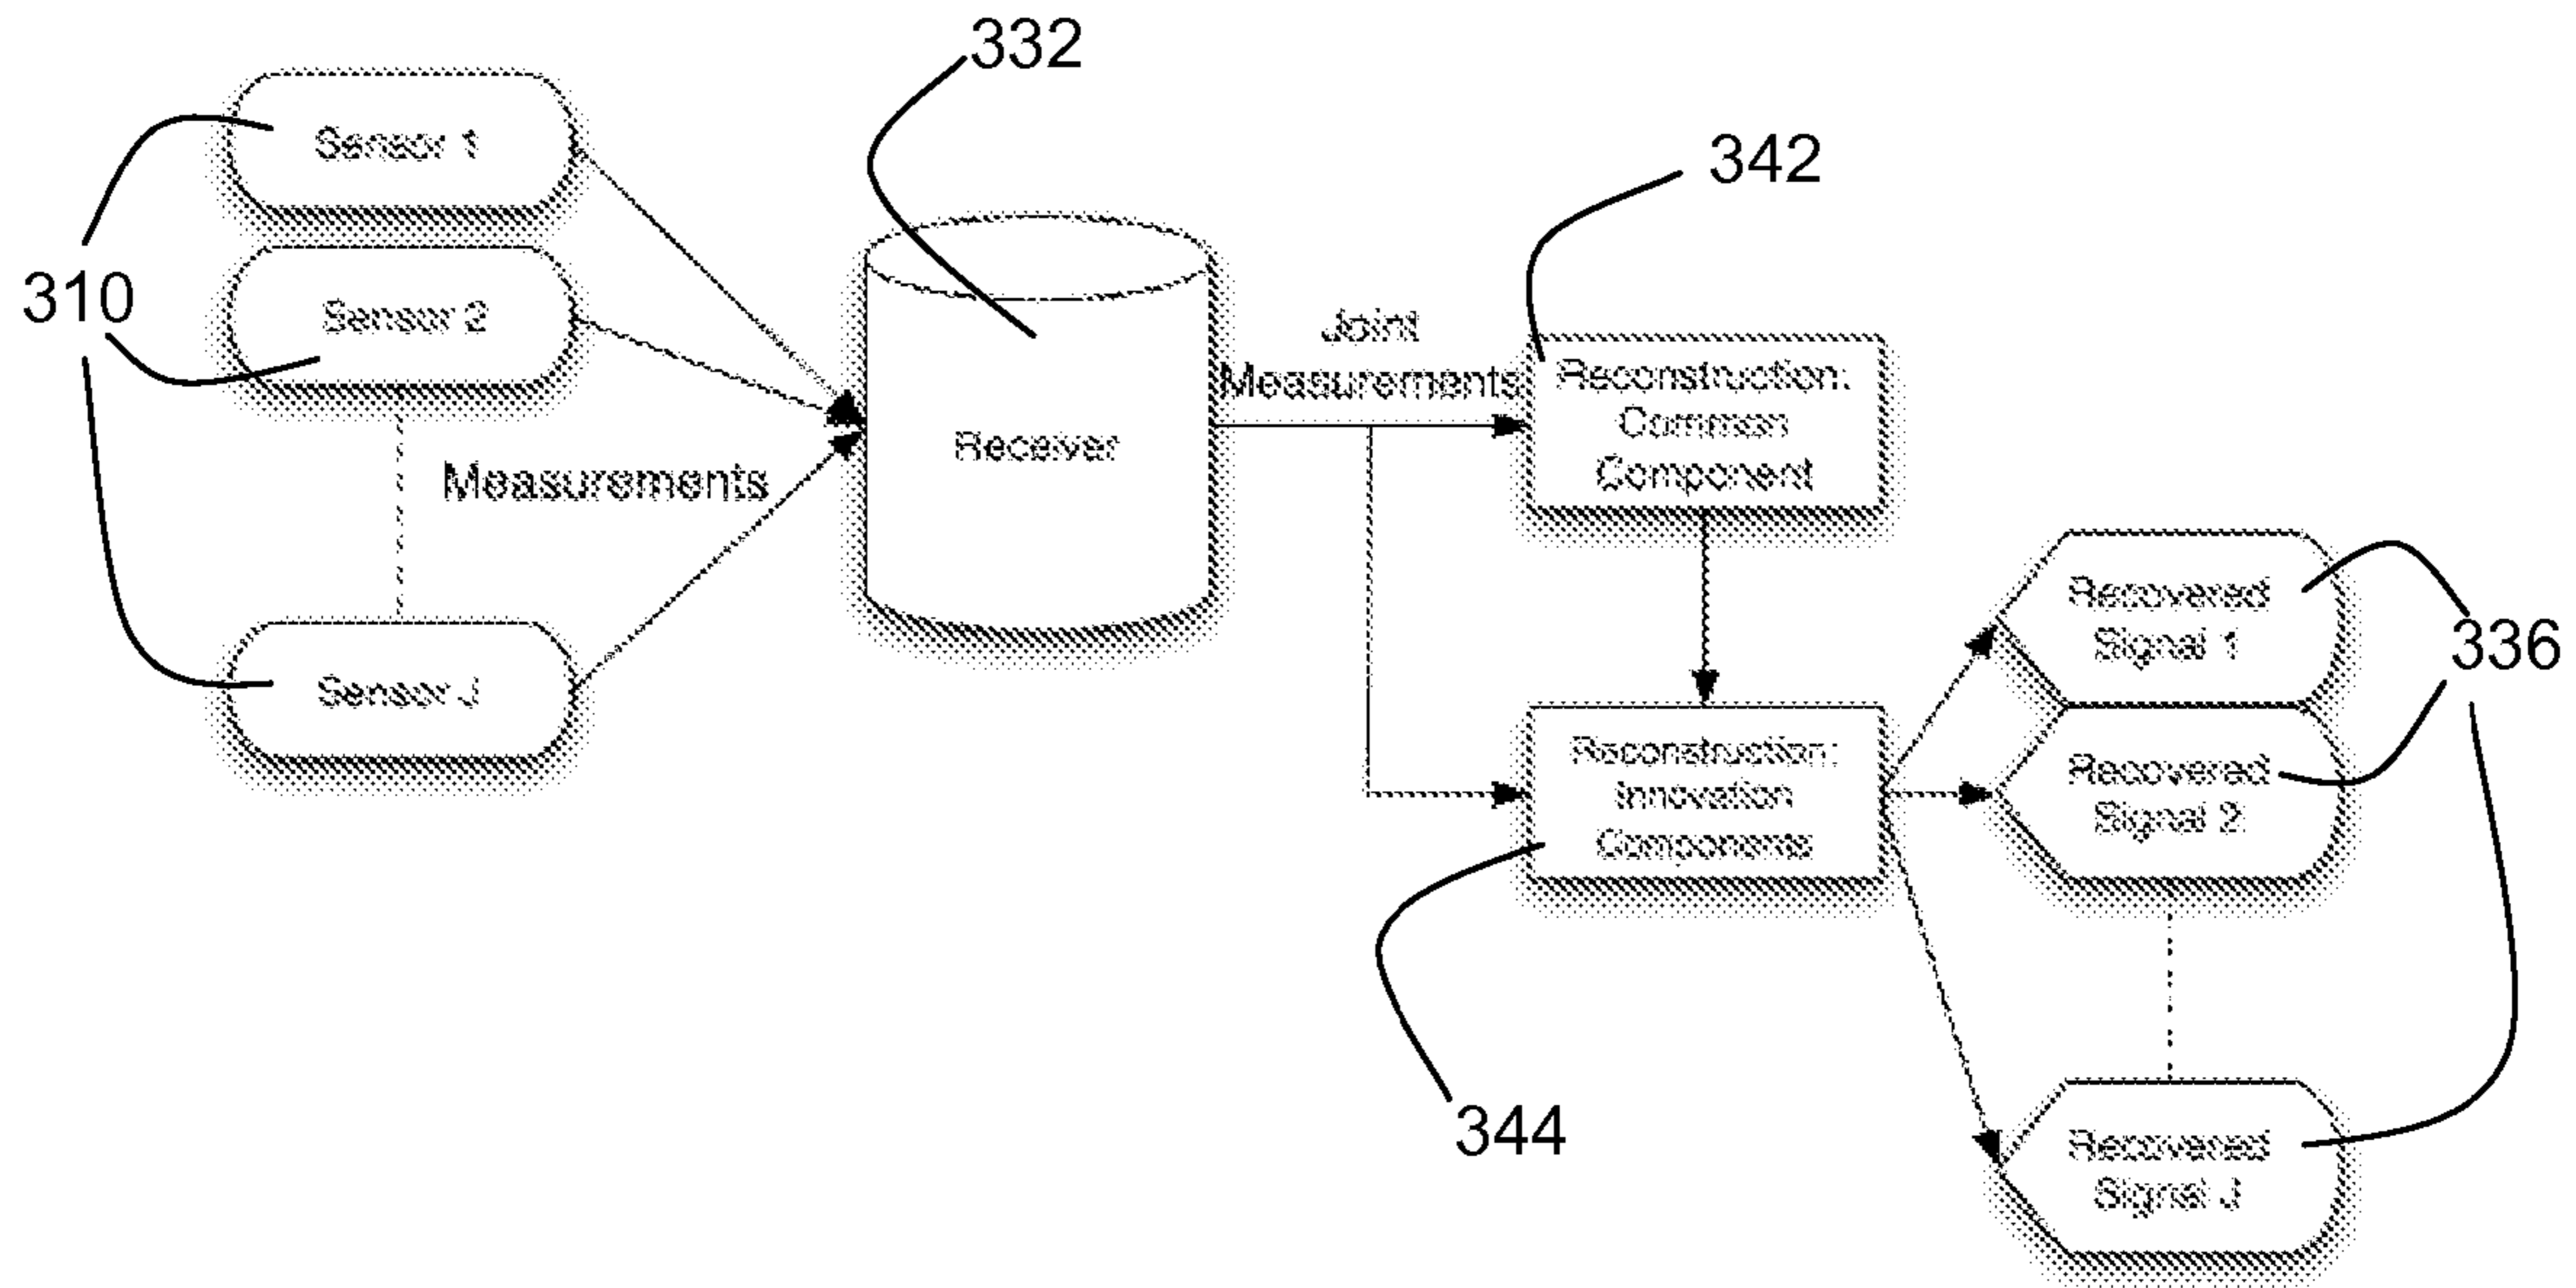 332
Sensor 1
342
310
Sensor 2
Joint
Measurements
Reconstruction:
Common
Component
Receiver
Measurements
Recovered
Signal 1
336
Sensor J
Reconstruction:
Innovation
Components
Recovered
Signal 2
344
Recovered
Signal J